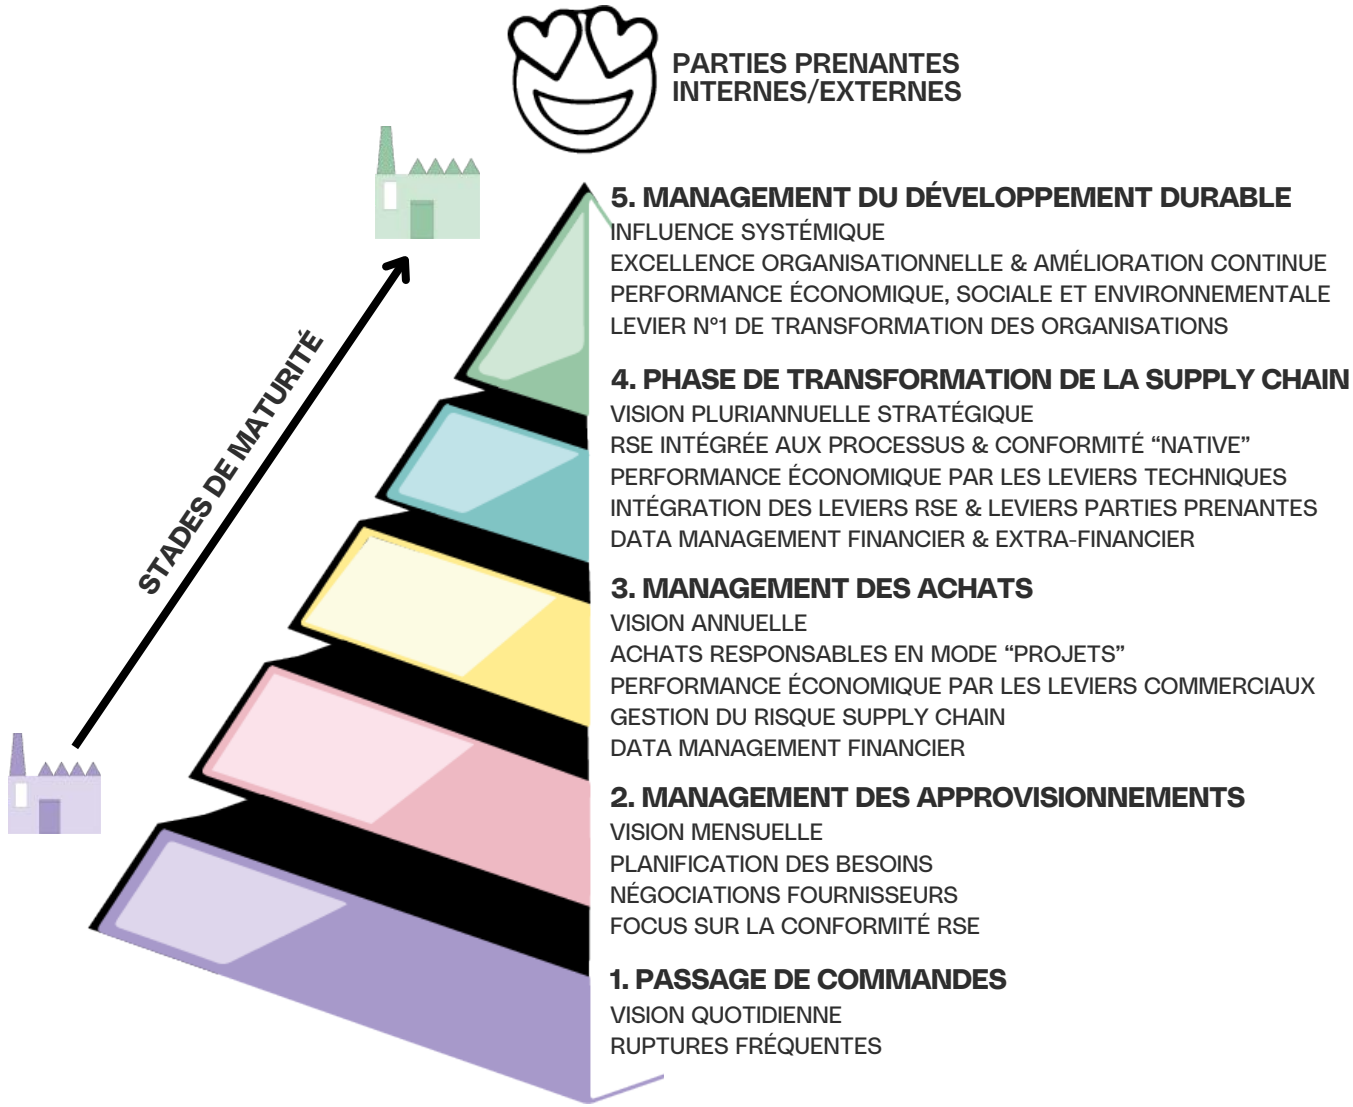 PARTIES PRENANTES
INTERNES/EXTERNES
STADES DE MATURITÉ
5. MANAGEMENT DU DÉVELOPPEMENT DURABLE
INFLUENCE SYSTÉMIQUE
EXCELLENCE ORGANISATIONNELLE & AMÉLIORATION CONTINUE
PERFORMANCE ÉCONOMIQUE, SOCIALE ET ENVIRONNEMENTALE
LEVIER N°1 DE TRANSFORMATION DES ORGANISATIONS
4. PHASE DE TRANSFORMATION DE LA SUPPLY CHAIN
VISION PLURIANNUELLE STRATÉGIQUE
RSE INTÉGRÉE AUX PROCESSUS & CONFORMITÉ “NATIVE”
PERFORMANCE ÉCONOMIQUE PAR LES LEVIERS TECHNIQUES
INTÉGRATION DES LEVIERS RSE & LEVIERS PARTIES PRENANTES
DATA MANAGEMENT FINANCIER & EXTRA-FINANCIER
3. MANAGEMENT DES ACHATS
VISION ANNUELLE
ACHATS RESPONSABLES EN MODE “PROJETS”
PERFORMANCE ÉCONOMIQUE PAR LES LEVIERS COMMERCIAUX
GESTION DU RISQUE SUPPLY CHAIN
DATA MANAGEMENT FINANCIER
2. MANAGEMENT DES APPROVISIONNEMENTS
VISION MENSUELLE
PLANIFICATION DES BESOINS
NÉGOCIATIONS FOURNISSEURS
FOCUS SUR LA CONFORMITÉ RSE
1. PASSAGE DE COMMANDES
VISION QUOTIDIENNE
RUPTURES FRÉQUENTES